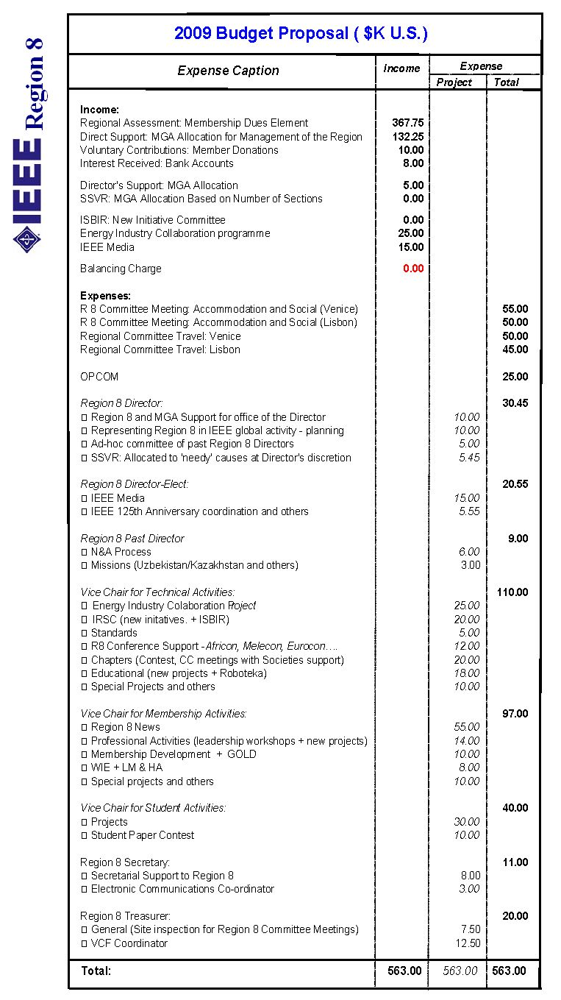 IEEE Region 8
2009 Budget Proposal ( $K U.S.)
Expense Caption Income Expense
Project Total
Income:
Regional Assessment: Membership Dues Element 367.75
Direct Support: MGA Allocation for Management of the Region 132.25
Voluntary Contributions: Member Donations 10.00
Interest Received: Bank Accounts 8.00
Director's Support: MGA Allocation 5.00
SSVR: MGA Allocation Based on Number of Sections 0.00
ISBIR: New Initiative Committee 0.00
Energy Industry Collaboration programme 25.00
IEEE Media 15.00
Balancing Charge 0.00
Expenses:
R 8 Committee Meeting: Accommodation and Social (Venice) 55.00
R 8 Committee Meeting: Accommodation and Social (Lisbon) 50.00
Regional Committee Travel: Venice 50.00
Regional Committee Travel: Lisbon 45.00
OPCOM 25.00
Region 8 Director: 30.45
▯ Region 8 and MGA Support for office of the Director 10.00
▯ Representing Region 8 in IEEE global activity - planning 10.00
▯ Ad-hoc committee of past Region 8 Directors 5.00
▯ SSVR: Allocated to 'needy' causes at Director's discretion 5.45
Region 8 Director-Elect: 20.55
▯ IEEE Media 15.00
▯ IEEE 125th Anniversary coordination and others 5.55
Region 8 Past Director 9.00
▯ N&A Process 6.00
▯ Missions (Uzbekistan/Kazakhstan and others) 3.00
Vice Chair for Technical Activities: 110.00
▯ Energy Industry Colaboration Project 25.00
▯ IRSC (new initatives. + ISBIR) 20.00
▯ Standards 5.00
▯ R8 Conference Support - Africon, Melecon, Eurocon.... 12.00
▯ Chapters (Contest, CC meetings with Societies support) 20.00
▯ Educational (new projects + Roboteka) 18.00
▯ Special Projects and others 10.00
Vice Chair for Membership Activities: 97.00
▯ Region 8 News 55.00
▯ Professional Activities (leadership workshops + new projects) 14.00
▯ Membership Development + GOLD 10.00
▯ WIE + LM & HA 8.00
▯ Special projects and others 10.00
Vice Chair for Student Activities: 40.00
▯ Projects 30.00
▯ Student Paper Contest 10.00
Region 8 Secretary: 11.00
▯ Secretarial Support to Region 8 8.00
▯ Electronic Communications Co-ordinator 3.00
Region 8 Treasurer: 20.00
▯ General (Site inspection for Region 8 Committee Meetings) 7.50
▯ VCF Coordinator 12.50
Total: 563.00 563.00 563.00